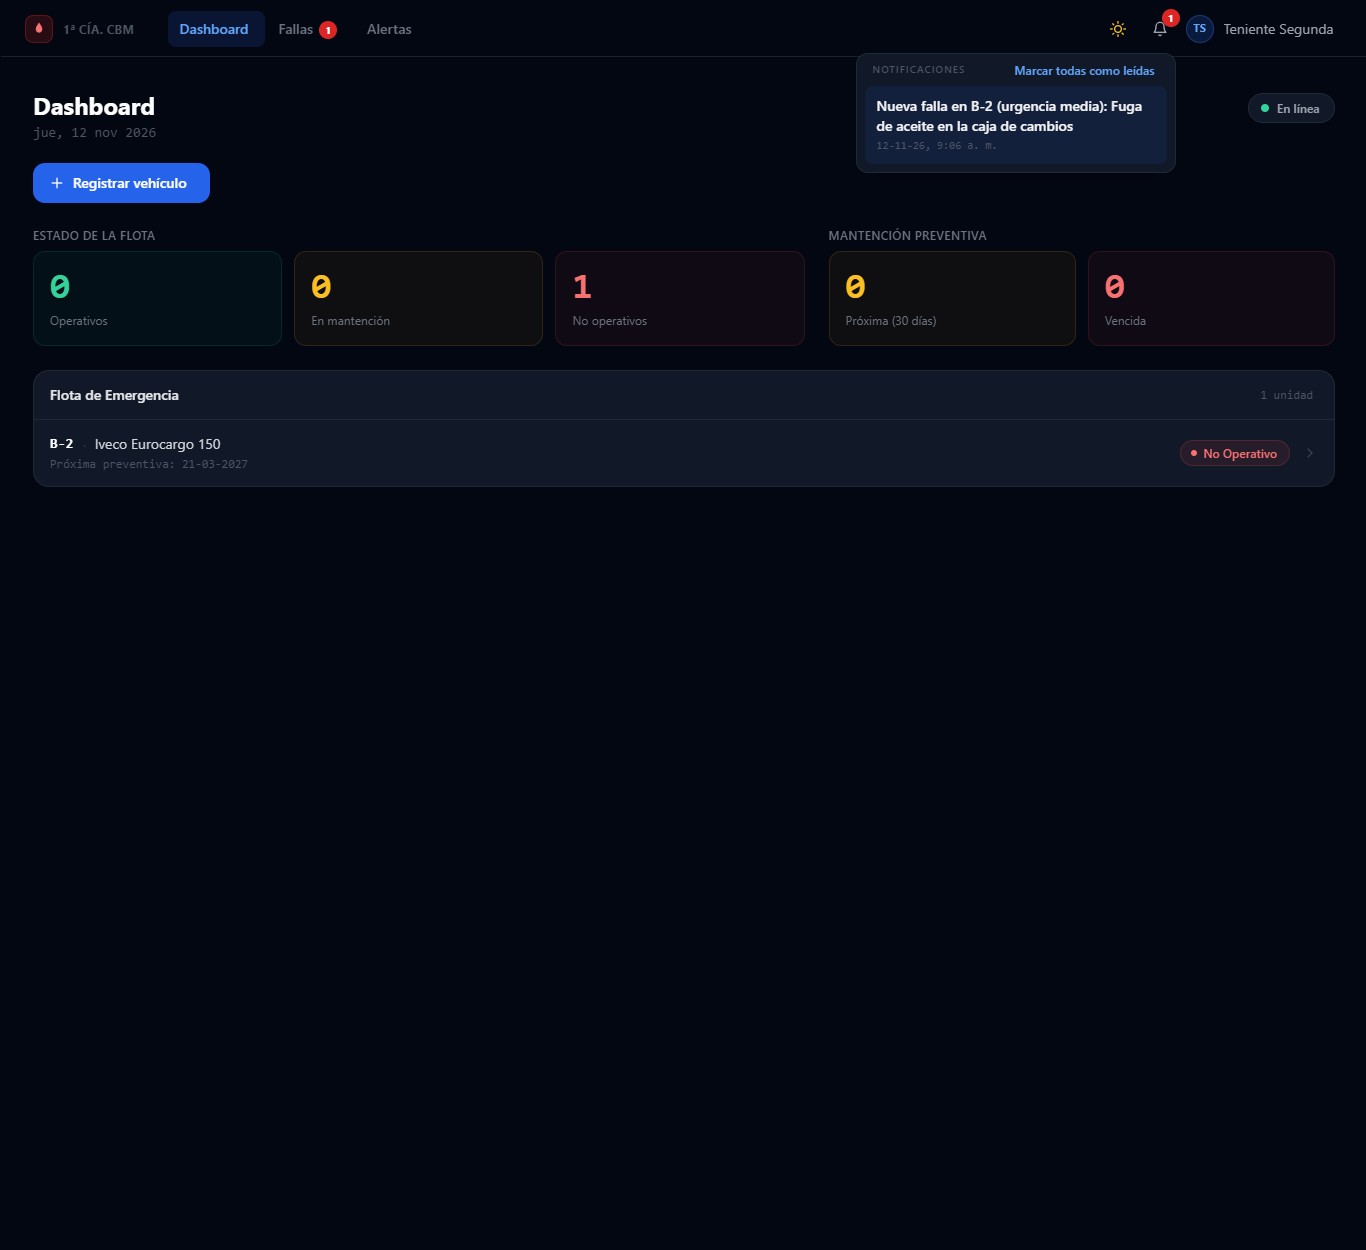 1ª CÍA. CBM
Dashboard
Fallas 1
Alertas
1
TS
Teniente Segunda
NOTIFICACIONES
Marcar todas como leídas
Nueva falla en B-2 (urgencia media): Fuga
de aceite en la caja de cambios
12-11-26, 9:06 a. m.
Dashboard
jue, 12 nov 2026
En línea
+ Registrar vehículo
ESTADO DE LA FLOTA
0
Operativos
0
En mantención
1
No operativos
MANTENCIÓN PREVENTIVA
0
Próxima (30 días)
0
Vencida
Flota de Emergencia
1 unidad
B-2 · Iveco Eurocargo 150
Próxima preventiva: 21-03-2027
No Operativo